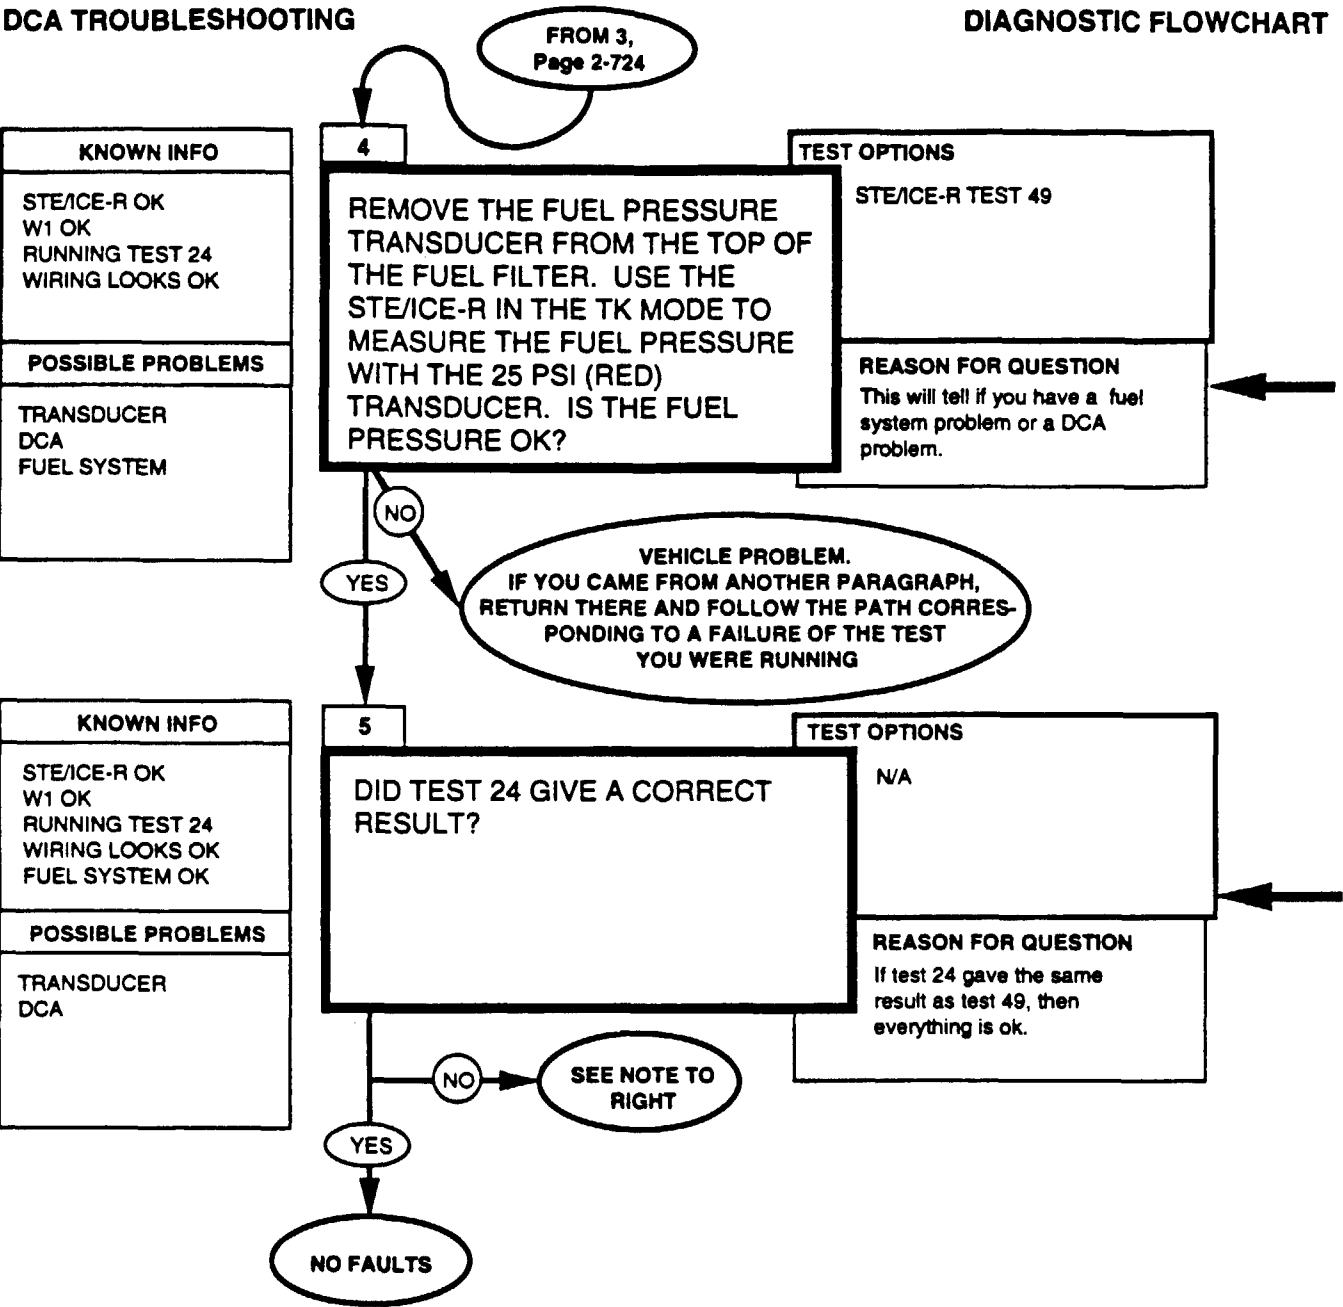 DCA TROUBLESHOOTING
DIAGNOSTIC FLOWCHART
FROM 3,
Page 2-724
KNOWN INFO
STE/ICE-R OK
W1 OK
RUNNING TEST 24
WIRING LOOKS OK
POSSIBLE PROBLEMS
TRANSDUCER
DCA
FUEL SYSTEM
4
REMOVE THE FUEL PRESSURE
TRANSDUCER FROM THE TOP OF
THE FUEL FILTER. USE THE
STE/ICE-R IN THE TK MODE TO
MEASURE THE FUEL PRESSURE
WITH THE 25 PSI (RED)
TRANSDUCER. IS THE FUEL
PRESSURE OK?
TEST OPTIONS
STE/ICE-R TEST 49
REASON FOR QUESTION
This will tell if you have a fuel
system problem or a DCA
problem.
NO
VEHICLE PROBLEM.
IF YOU CAME FROM ANOTHER PARAGRAPH,
RETURN THERE AND FOLLOW THE PATH CORRES-
PONDING TO A FAILURE OF THE TEST
YOU WERE RUNNING
YES
KNOWN INFO
STE/ICE-R OK
W1 OK
RUNNING TEST 24
WIRING LOOKS OK
FUEL SYSTEM OK
POSSIBLE PROBLEMS
TRANSDUCER
DCA
5
DID TEST 24 GIVE A CORRECT
RESULT?
TEST OPTIONS
N/A
REASON FOR QUESTION
If test 24 gave the same
result as test 49, then
everything is ok.
NO
SEE NOTE TO
RIGHT
YES
NO FAULTS